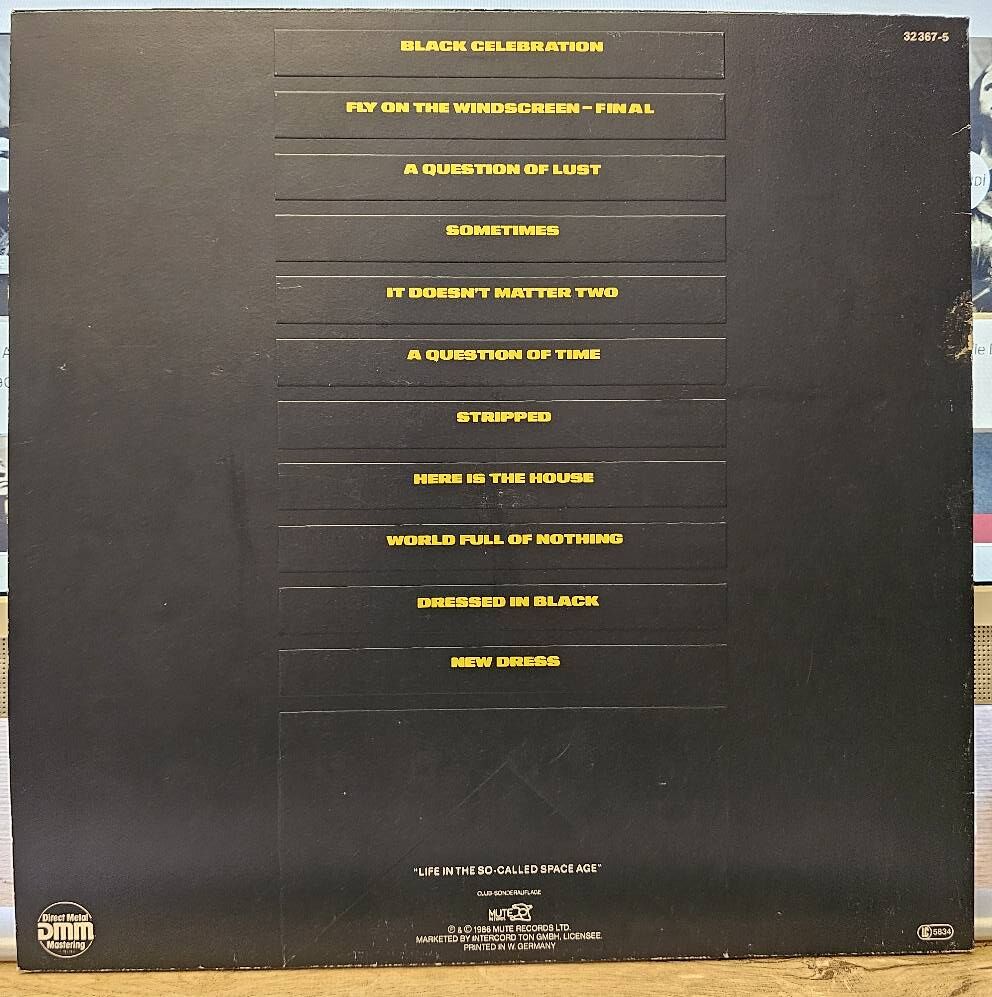 32 367-5
BLACK CELEBRATION
FLY ON THE WINDSCREEN – FINAL
A QUESTION OF LUST
SOMETIMES
IT DOESN'T MATTER TWO
A QUESTION OF TIME
STRIPPED
HERE IS THE HOUSE
WORLD FULL OF NOTHING
DRESSED IN BLACK
NEW DRESS
"LIFE IN THE SO-CALLED SPACE AGE"
CLUB-SONDERAUFLAGE
MUTE
℗ & © 1986 MUTE RECORDS LTD.
MARKETED BY INTERCORD TON GMBH, LICENSEE.
PRINTED IN W. GERMANY
Direct Metal
DMM
Mastering
LC 5834